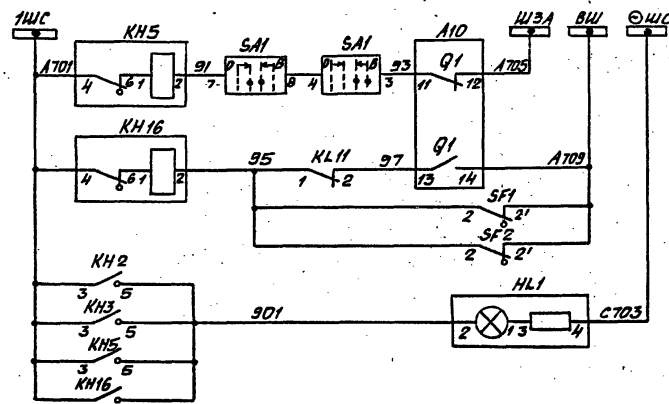 1ШС КН5 SA1 SA1 А10 ШЗА ВШ ⊖ШС
А701 4 6 1 2 91 7 8 4 3 93 Q1 11 12 А705
КН16
4 6 1 2 95 KL11 1 2 97 Q1 13 14 А709
SF1
2 2'
SF2
2 2'
КН2
3 5
КН3
3 5
901
HL1
2 1 3 4
С703
КН5
3 5
КН16